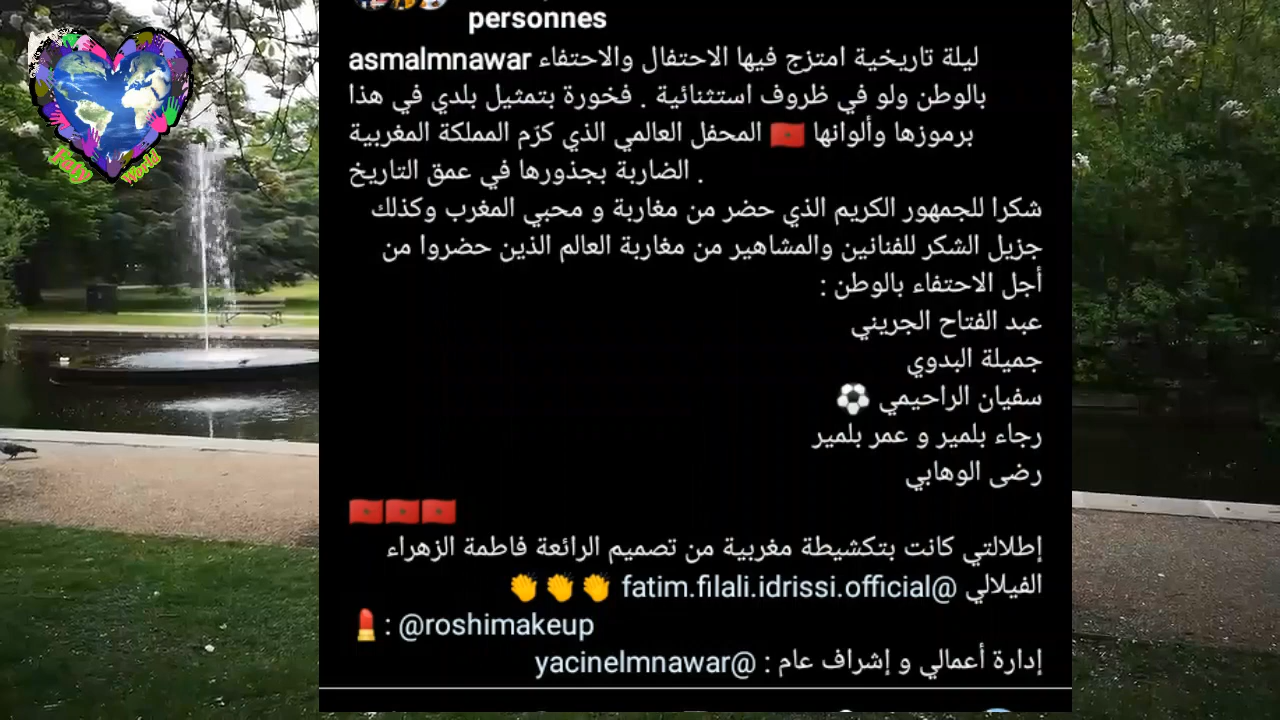 Faty World
personnes
asmalmnawar ليلة تاريخية امتزج فيها الاحتفال والاحتفاء
بالوطن ولو في ظروف استثنائية . فخورة بتمثيل بلدي في هذا
المحفل العالمي الذي كرّم المملكة المغربية 🇲🇦 برموزها وألوانها
الضاربة بجذورها في عمق التاريخ .
شكرا للجمهور الكريم الذي حضر من مغاربة و محبي المغرب وكذلك
جزيل الشكر للفنانين والمشاهير من مغاربة العالم الذين حضروا من
أجل الاحتفاء بالوطن :
عبد الفتاح الجريني
جميلة البدوي
سفيان الراحيمي ⚽
رجاء بلمير و عمر بلمير
رضى الوهابي
🇲🇦🇲🇦🇲🇦
إطلالتي كانت بتكشيطة مغربية من تصميم الرائعة فاطمة الزهراء
الفيلالي @fatim.filali.idrissi.official 👏👏👏
💄: @roshimakeup
إدارة أعمالي و إشراف عام : @yacinelmnawar